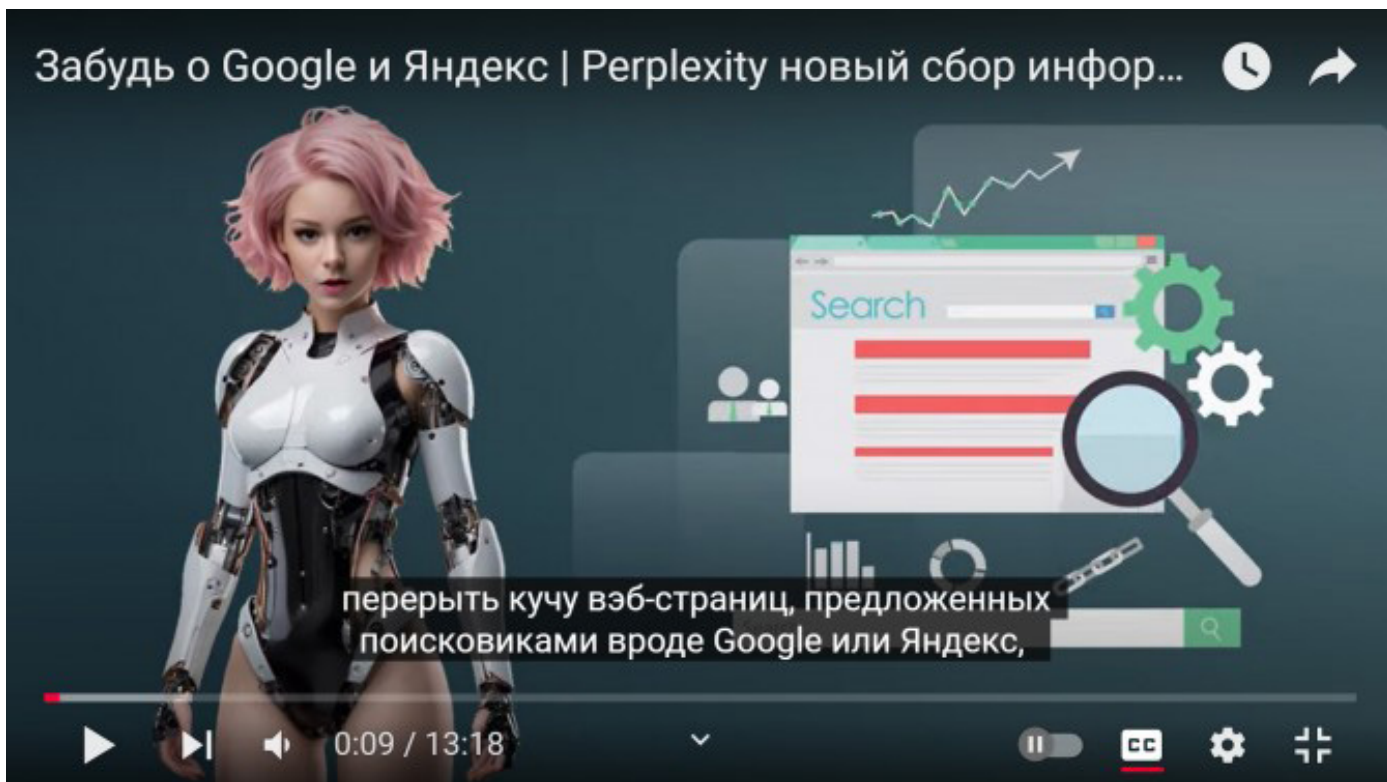 Забудь о Google и Яндекс | Perplexity новый сбор инфор...
Search
перерыть кучу вэб-страниц, предложенных
поисковиками вроде Google или Яндекс,
0:09 / 13:18
CC